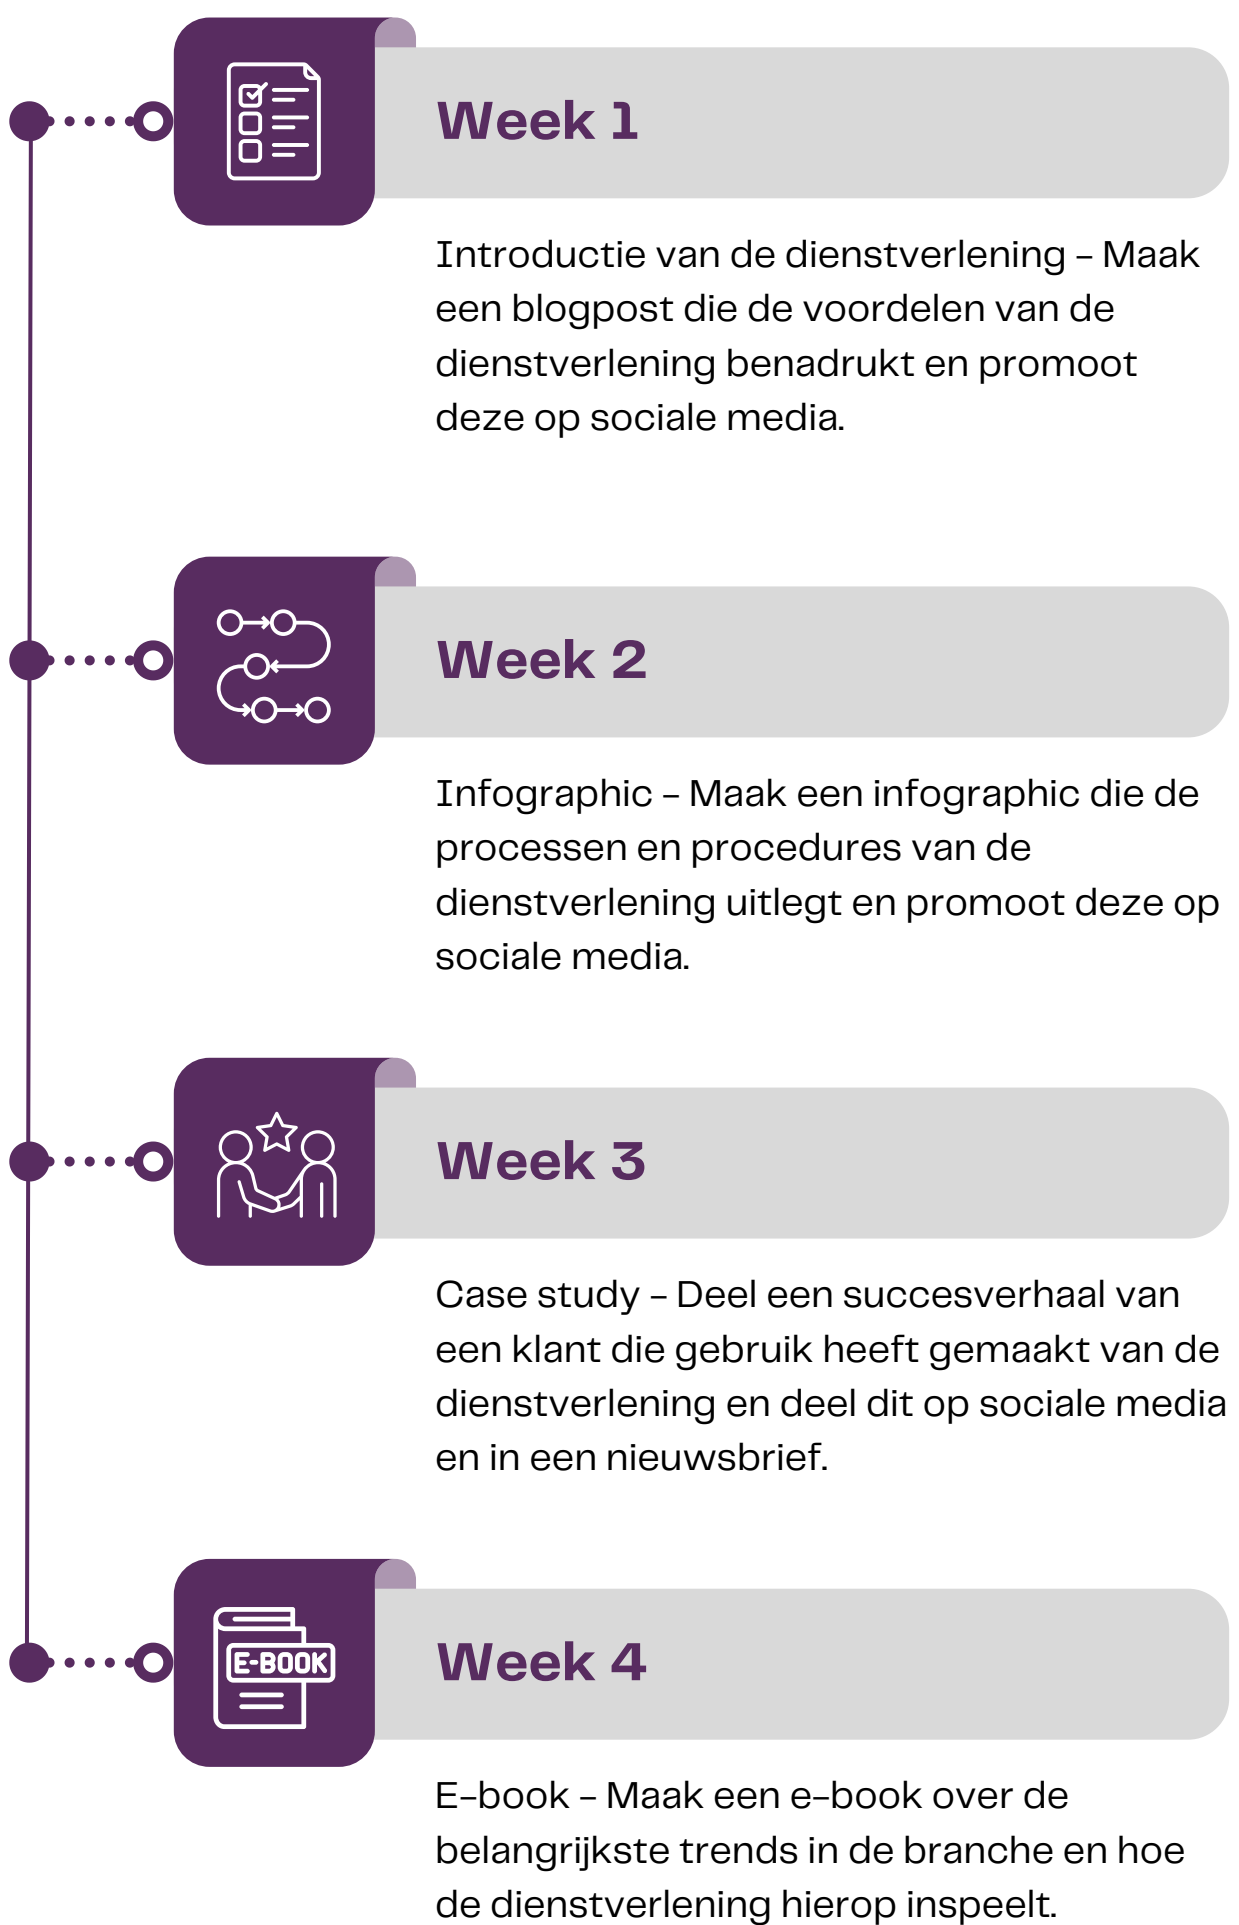 Week 1
Introductie van de dienstverlening – Maak
een blogpost die de voordelen van de
dienstverlening benadrukt en promoot
deze op sociale media.
Week 2
Infographic – Maak een infographic die de
processen en procedures van de
dienstverlening uitlegt en promoot deze op
sociale media.
Week 3
Case study – Deel een succesverhaal van
een klant die gebruik heeft gemaakt van de
dienstverlening en deel dit op sociale media
en in een nieuwsbrief.
E-BOOK
Week 4
E-book – Maak een e-book over de
belangrijkste trends in de branche en hoe
de dienstverlening hierop inspeelt.